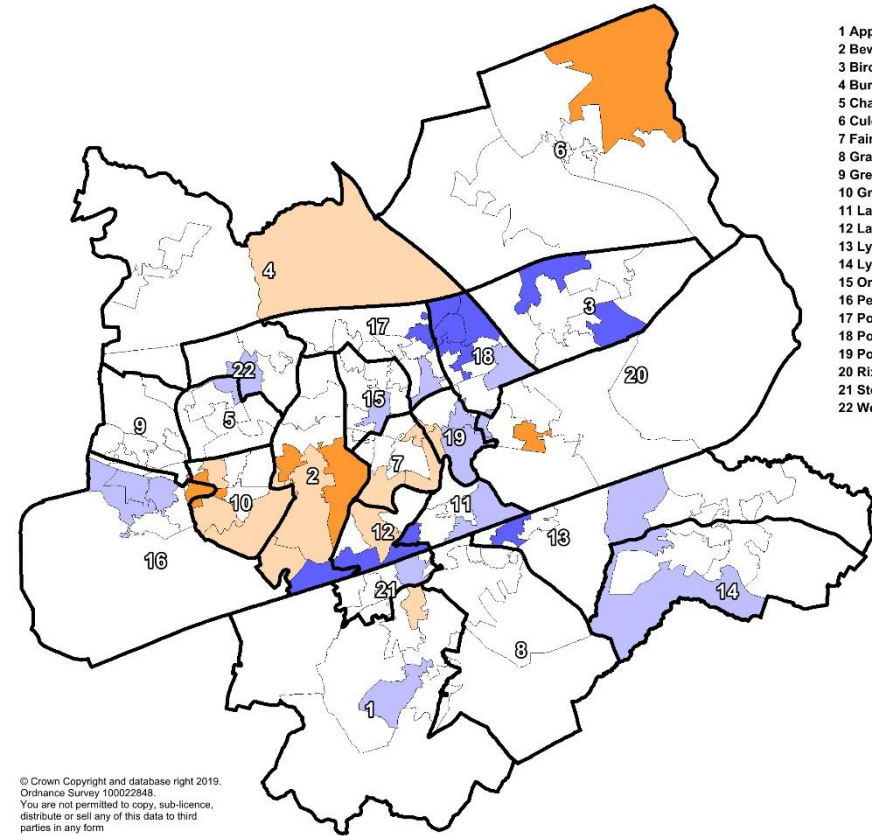 1 App
2 Bew
3 Birc
4 Bur
5 Cha
6 Culc
7 Fair
8 Gra
9 Gre
10 Gr
11 La
12 La
13 Ly
14 Ly
15 Or
16 Pe
17 Po
18 Po
19 Po
20 Rix
21 Sto
22 We
6
4
3
17
18
20
22
15
5
9
19
7
2
10
11
12
16
13
21
14
8
1
© Crown Copyright and database right 2019.
Ordnance Survey 100022848.
You are not permitted to copy, sub-licence,
distribute or sell any of this data to third
parties in any form